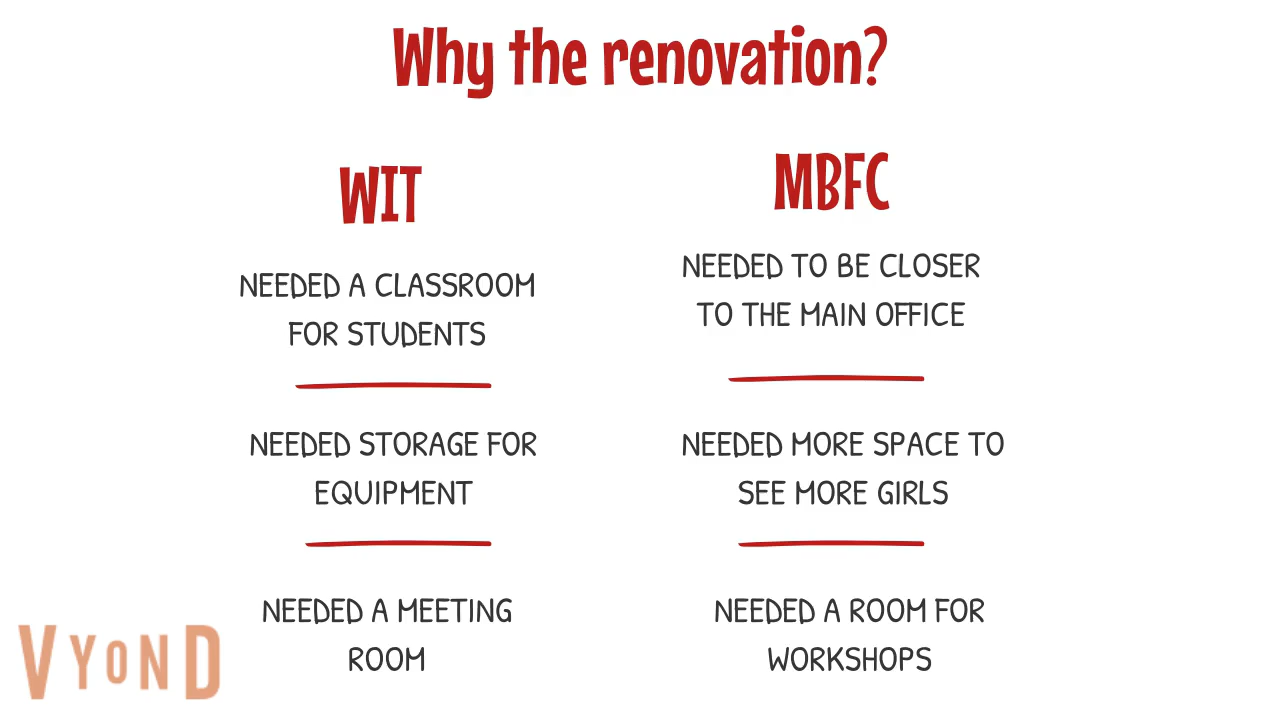 Why the renovation?
WIT
NEEDED A CLASSROOM
FOR STUDENTS
NEEDED STORAGE FOR
EQUIPMENT
NEEDED A MEETING
ROOM
MBFC
NEEDED TO BE CLOSER
TO THE MAIN OFFICE
NEEDED MORE SPACE TO
SEE MORE GIRLS
NEEDED A ROOM FOR
WORKSHOPS
VYOND